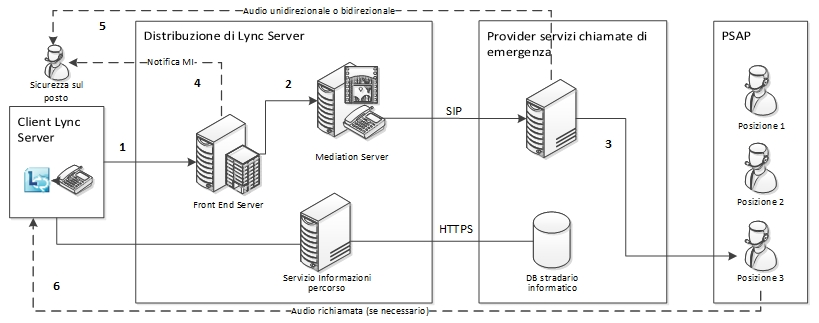 Audio unidirezionale o bidirezionale
5
Distribuzione di Lync Server
Provider servizi chiamate di
emergenza
PSAP
Notifica MI-
Sicurezza sul
posto
4
2
Client Lync
Server
1
SIP
3
Posizione 1
Mediation Server
Front End Server
Posizione 2
HTTPS
Servizio Informazioni
percorso
DB stradario
informatico
Posizione 3
6
Audio richiamata (se necessario)